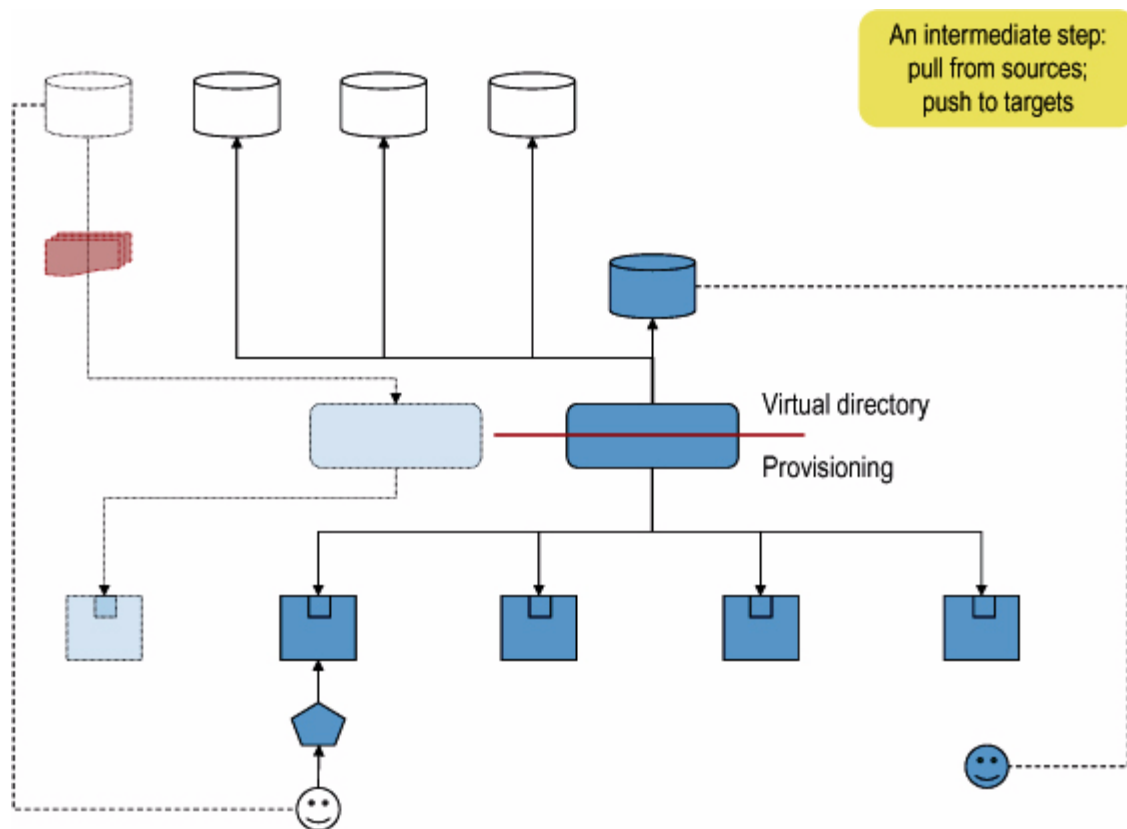 An intermediate step:
pull from sources;
push to targets
Virtual directory
Provisioning